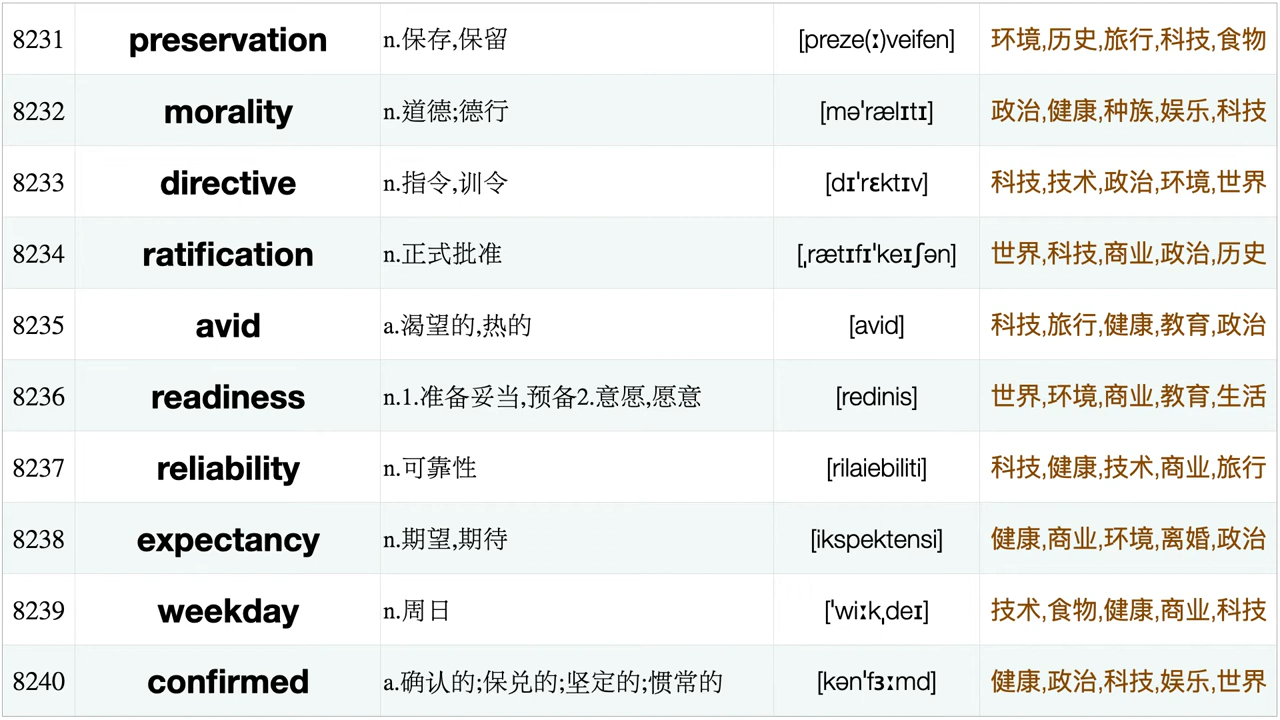 8231 preservation n.保存,保留 [preze(ː)veifen] 环境,历史,旅行,科技,食物
8232 morality n.道德;德行 [məˈrælɪtɪ] 政治,健康,种族,娱乐,科技
8233 directive n.指令,训令 [dɪˈrɛktɪv] 科技,技术,政治,环境,世界
8234 ratification n.正式批准 [ˌrætɪfɪˈkeɪʃən] 世界,科技,商业,政治,历史
8235 avid a.渴望的,热的 [avid] 科技,旅行,健康,教育,政治
8236 readiness n.1.准备妥当,预备2.意愿,愿意 [redinis] 世界,环境,商业,教育,生活
8237 reliability n.可靠性 [rilaiebiliti] 科技,健康,技术,商业,旅行
8238 expectancy n.期望,期待 [ikspektensi] 健康,商业,环境,离婚,政治
8239 weekday n.周日 [ˈwiːkˌdeɪ] 技术,食物,健康,商业,科技
8240 confirmed a.确认的;保兑的;坚定的;惯常的 [kənˈfɜːmd] 健康,政治,科技,娱乐,世界